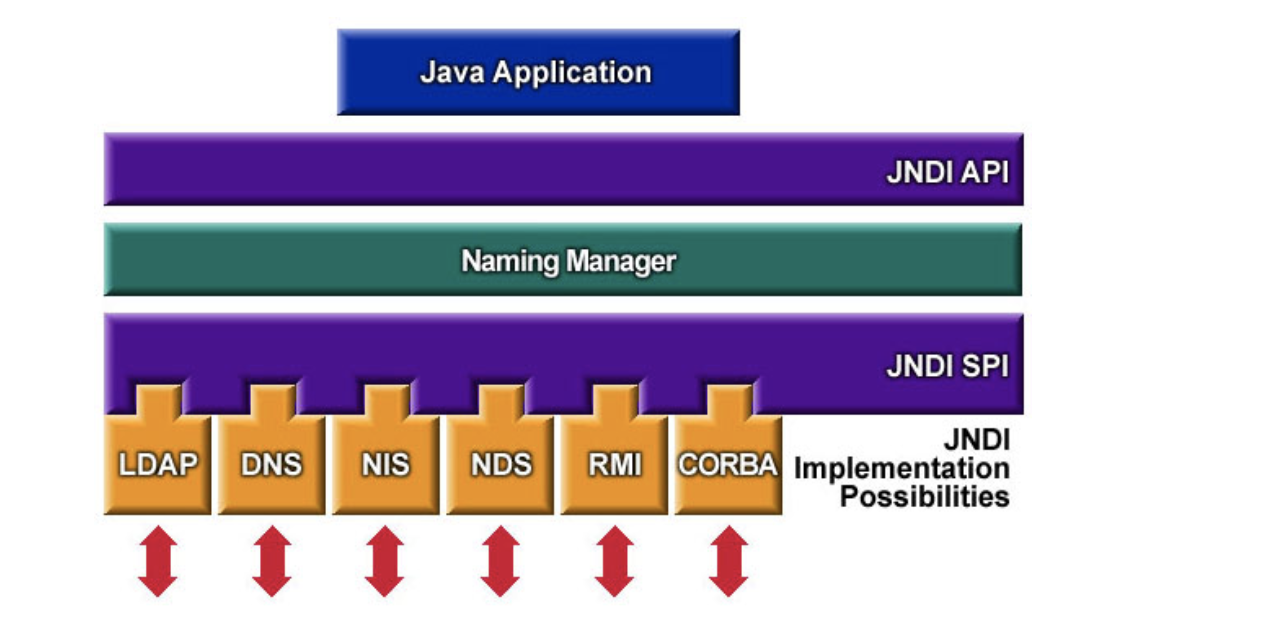 Java Application
JNDI API
Naming Manager
JNDI SPI
LDAP DNS NIS NDS RMI CORBA
JNDI
Implementation
Possibilities